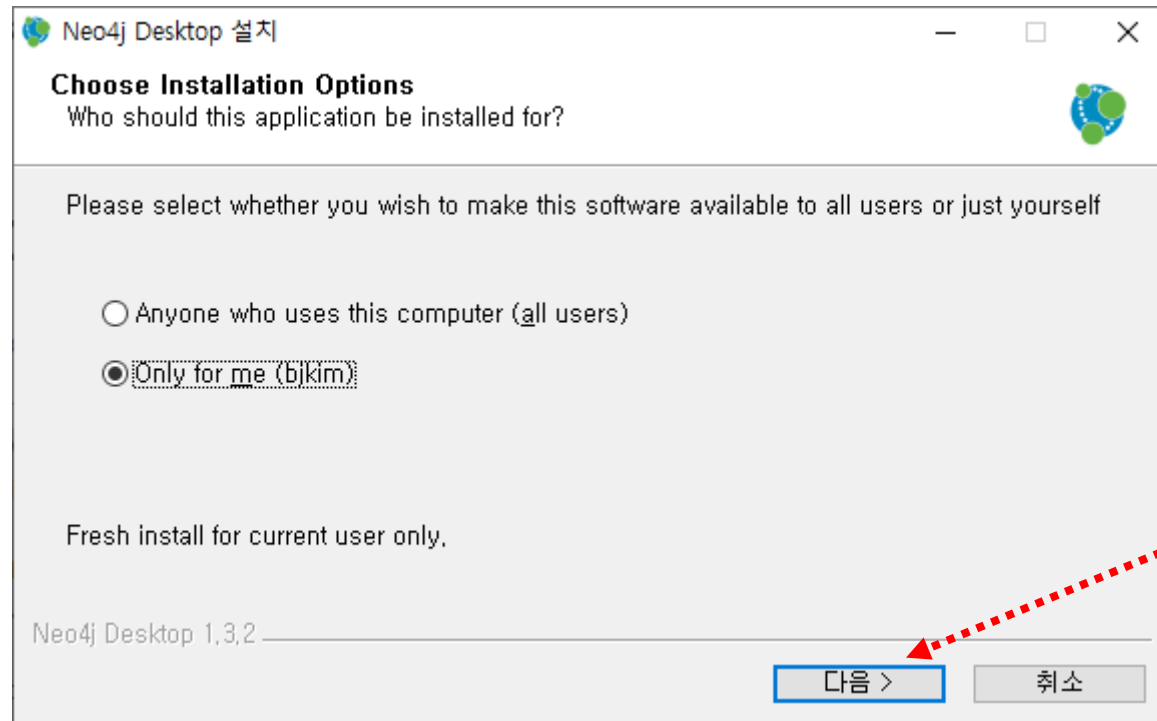 Neo4j Desktop 설치
Choose Installation Options
Who should this application be installed for?
Please select whether you wish to make this software available to all users or just yourself
Anyone who uses this computer (all users)
Only for me (bjkim)
Fresh install for current user only.
Neo4j Desktop 1.3.2
다음 >
취소